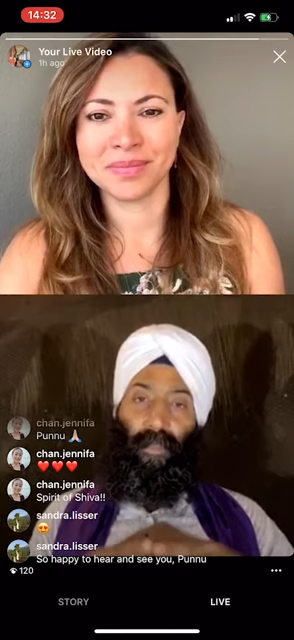 14:32
Your Live Video
1h ago
chan.jennifa
Punnu 🙏🏻
chan.jennifa
❤️❤️❤️
chan.jennifa
Spirit of Shiva!!
sandra.lisser
😍
sandra.lisser
So happy to hear and see you, Punnu
120
STORY
LIVE